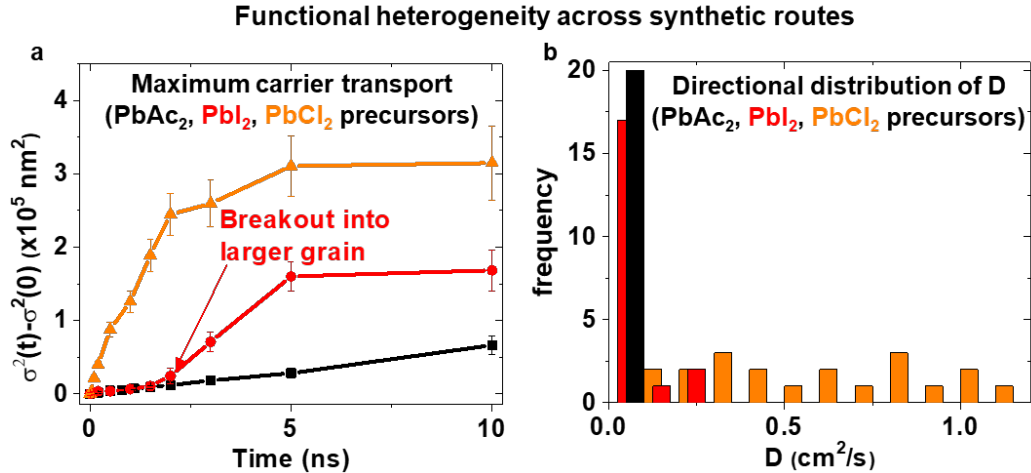 Functional heterogeneity across synthetic routes
a
Maximum carrier transport
(PbAc₂, PbI₂, PbCl₂ precursors)
σ²(t)-σ²(0) (x10⁵ nm²)
4
3
2
1
0
Breakout into
larger grain
0
5
10
Time (ns)
b
Directional distribution of D
(PbAc₂, PbI₂, PbCl₂ precursors)
frequency
20
15
10
5
0
0.0
0.5
1.0
D (cm²/s)